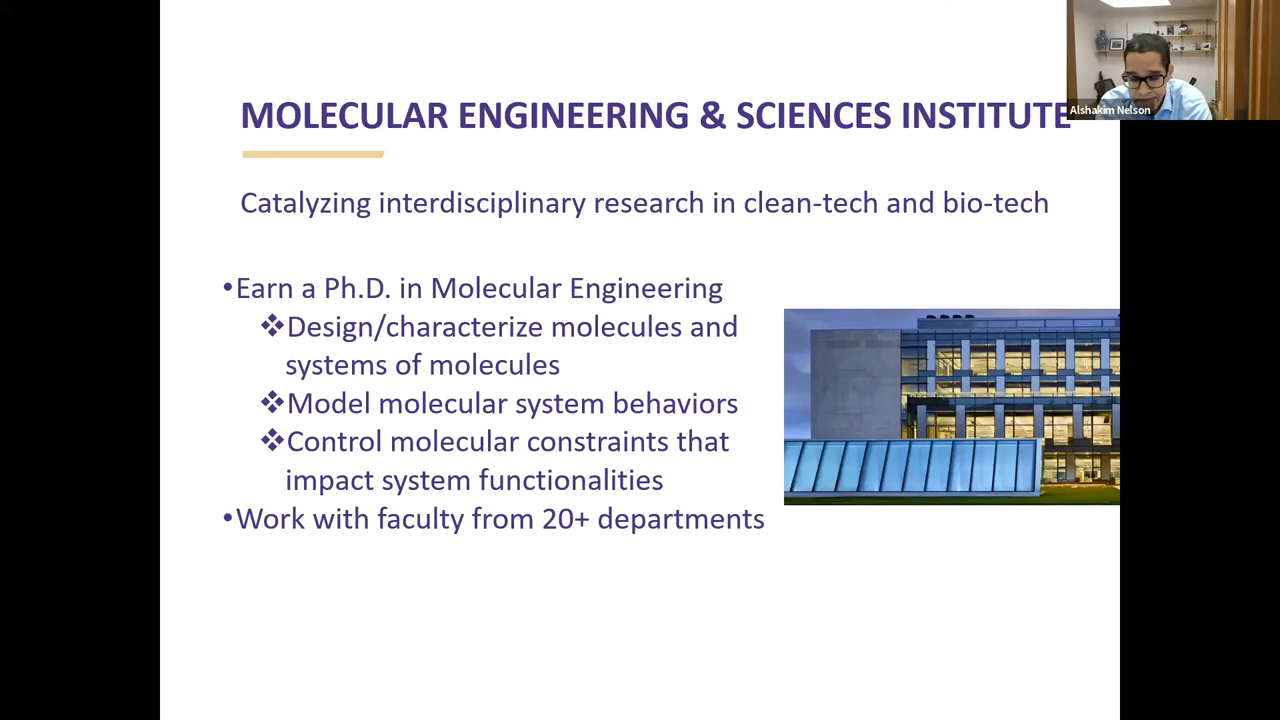 MOLECULAR ENGINEERING & SCIENCES INSTITUTE
Alshakim Nelson
Catalyzing interdisciplinary research in clean-tech and bio-tech
•Earn a Ph.D. in Molecular Engineering
❖Design/characterize molecules and
systems of molecules
❖Model molecular system behaviors
❖Control molecular constraints that
impact system functionalities
•Work with faculty from 20+ departments